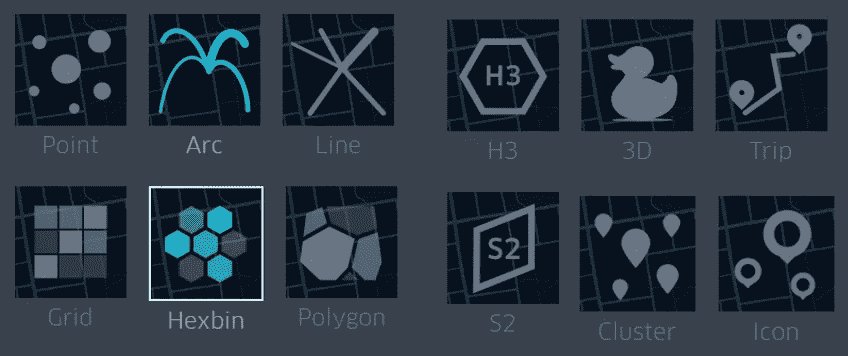 Point
Arc
Line
H3
H3
3D
Trip
Grid
Hexbin
Polygon
S2
S2
Cluster
Icon